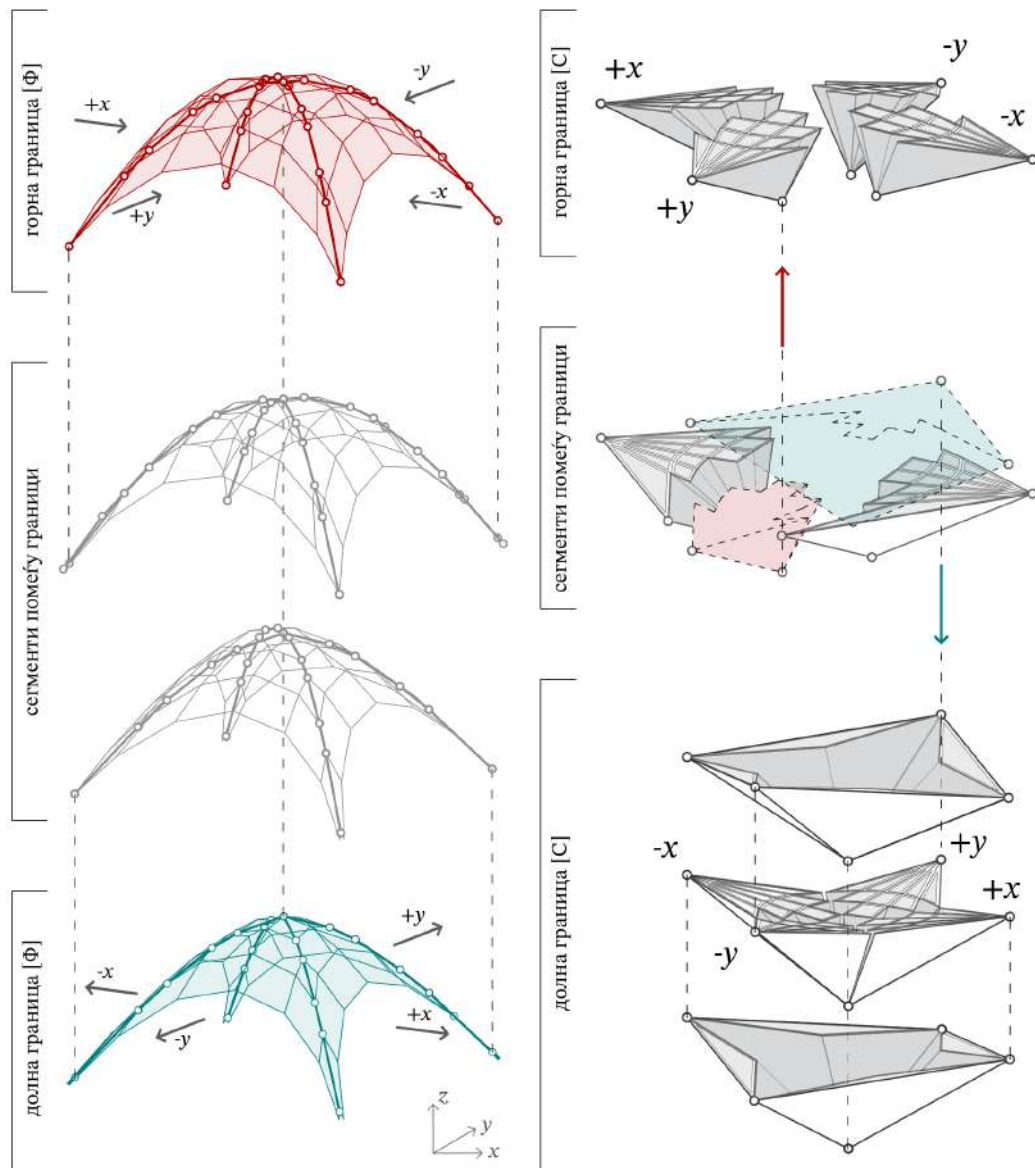 горна граница [Ф]
+x
-y
+y
-x
сегменти помеѓу граници
долна граница [Ф]
-x
+y
-y
+x
z
y
x
горна граница [С]
+x
-y
-x
+y
сегменти помеѓу граници
долна граница [С]
-x
+y
+x
-y